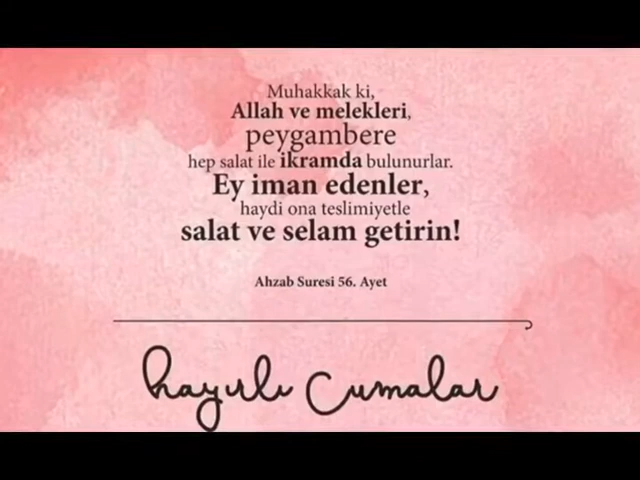 Muhakkak ki,
Allah ve melekleri,
peygambere
hep salat ile ikramda bulunurlar.
Ey iman edenler,
haydi ona teslimiyetle
salat ve selam getirin!
Ahzab Suresi 56. Ayet
hayırlı Cumalar